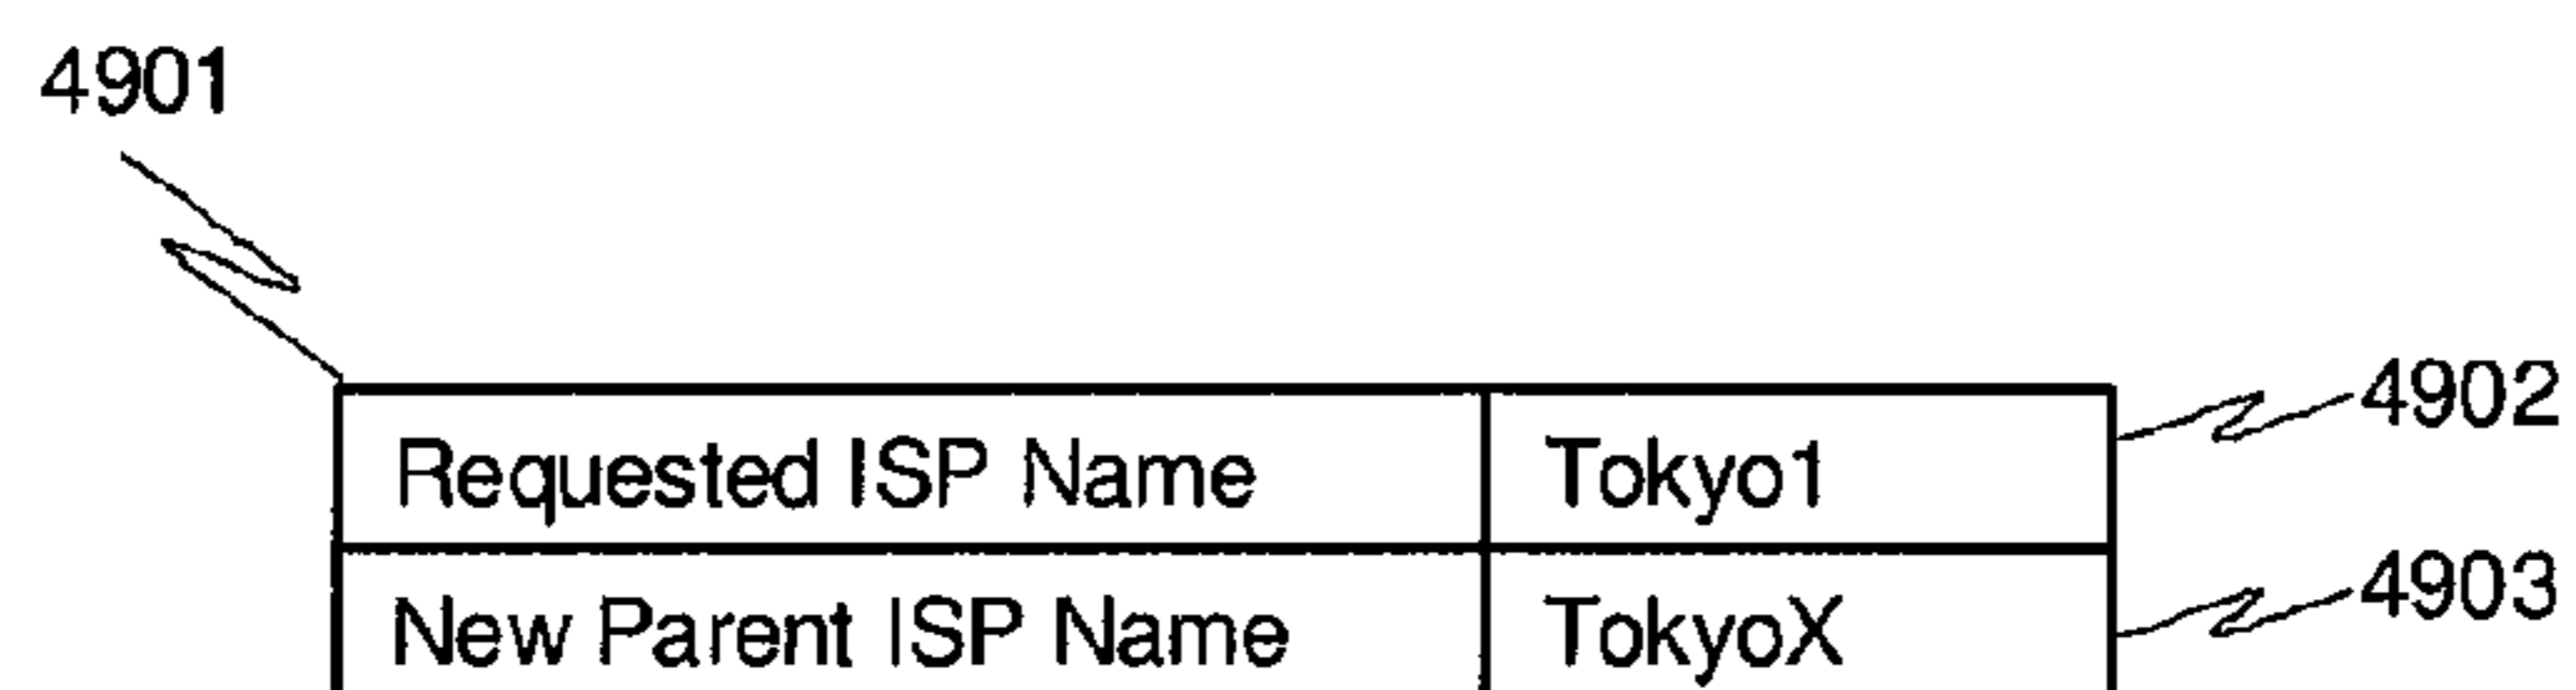 4901
Requested ISP Name Tokyo1 4902
New Parent ISP Name TokyoX 4903